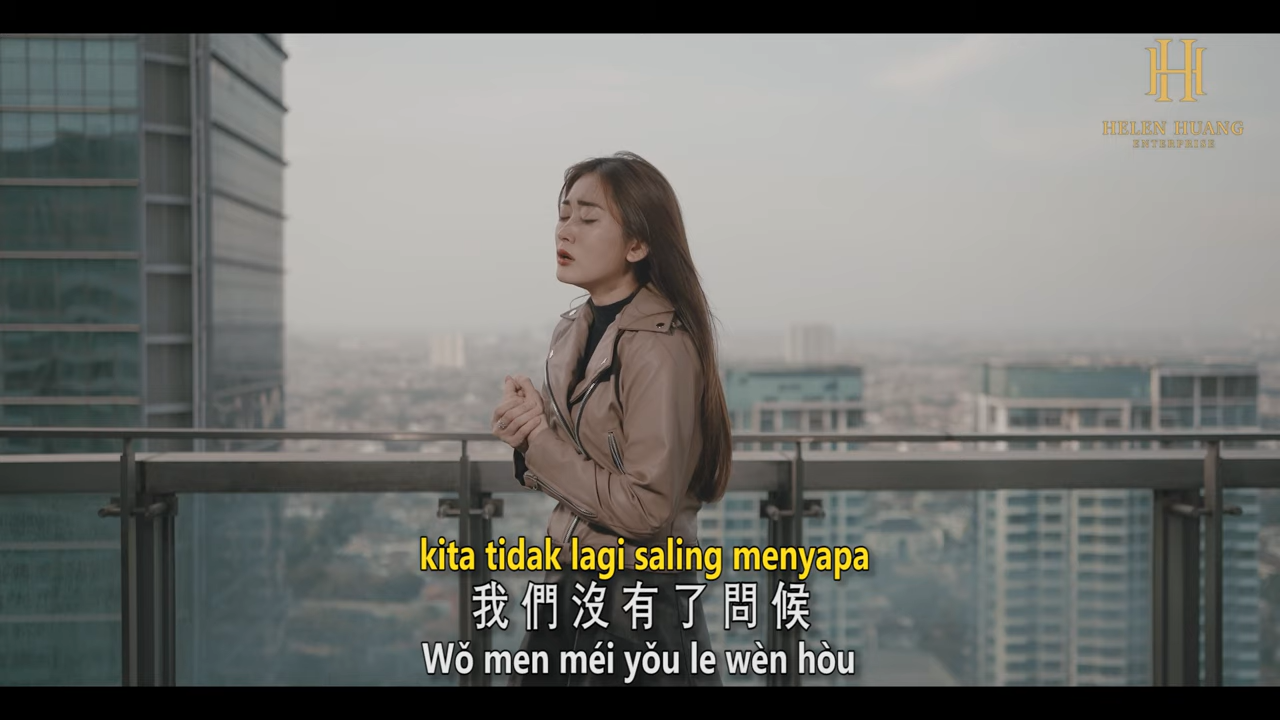 HH
HELEN HUANG
ENTERPRISE
kita tidak lagi saling menyapa
我們沒有了問候
Wǒ men méi yǒu le wèn hòu